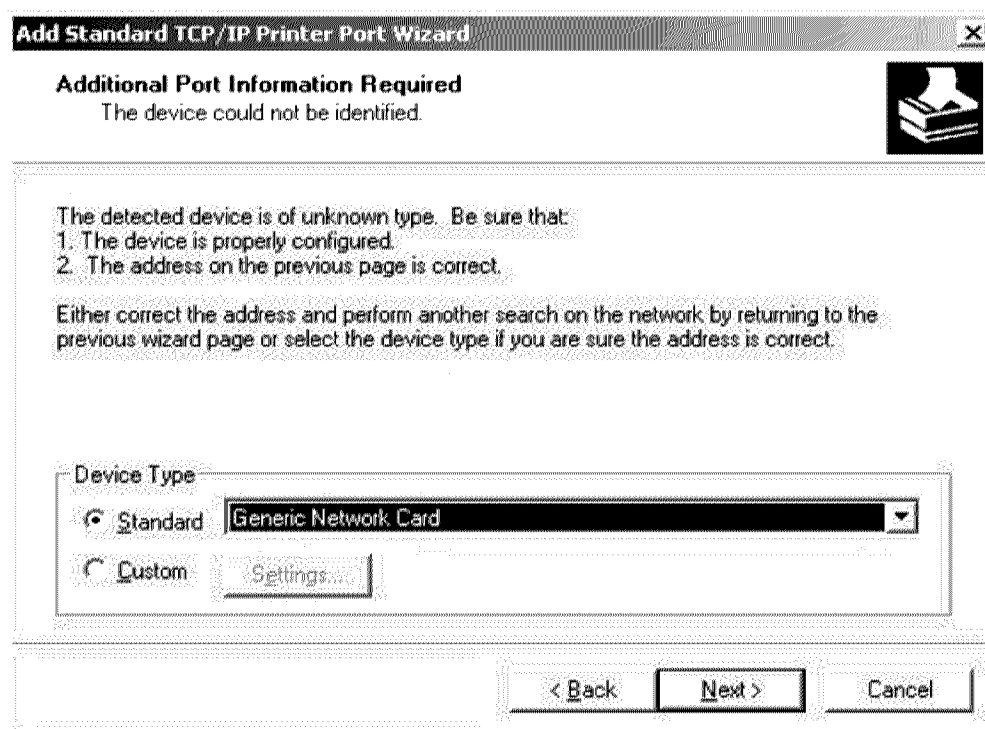 Add Standard TCP/IP Printer Port Wizard
Additional Port Information Required
The device could not be identified.
The detected device is of unknown type. Be sure that:
1. The device is properly configured.
2. The address on the previous page is correct.
Either correct the address and perform another search on the network by returning to the
previous wizard page or select the device type if you are sure the address is correct.
Device Type
Standard Generic Network Card
Custom Settings...
< Back Next > Cancel